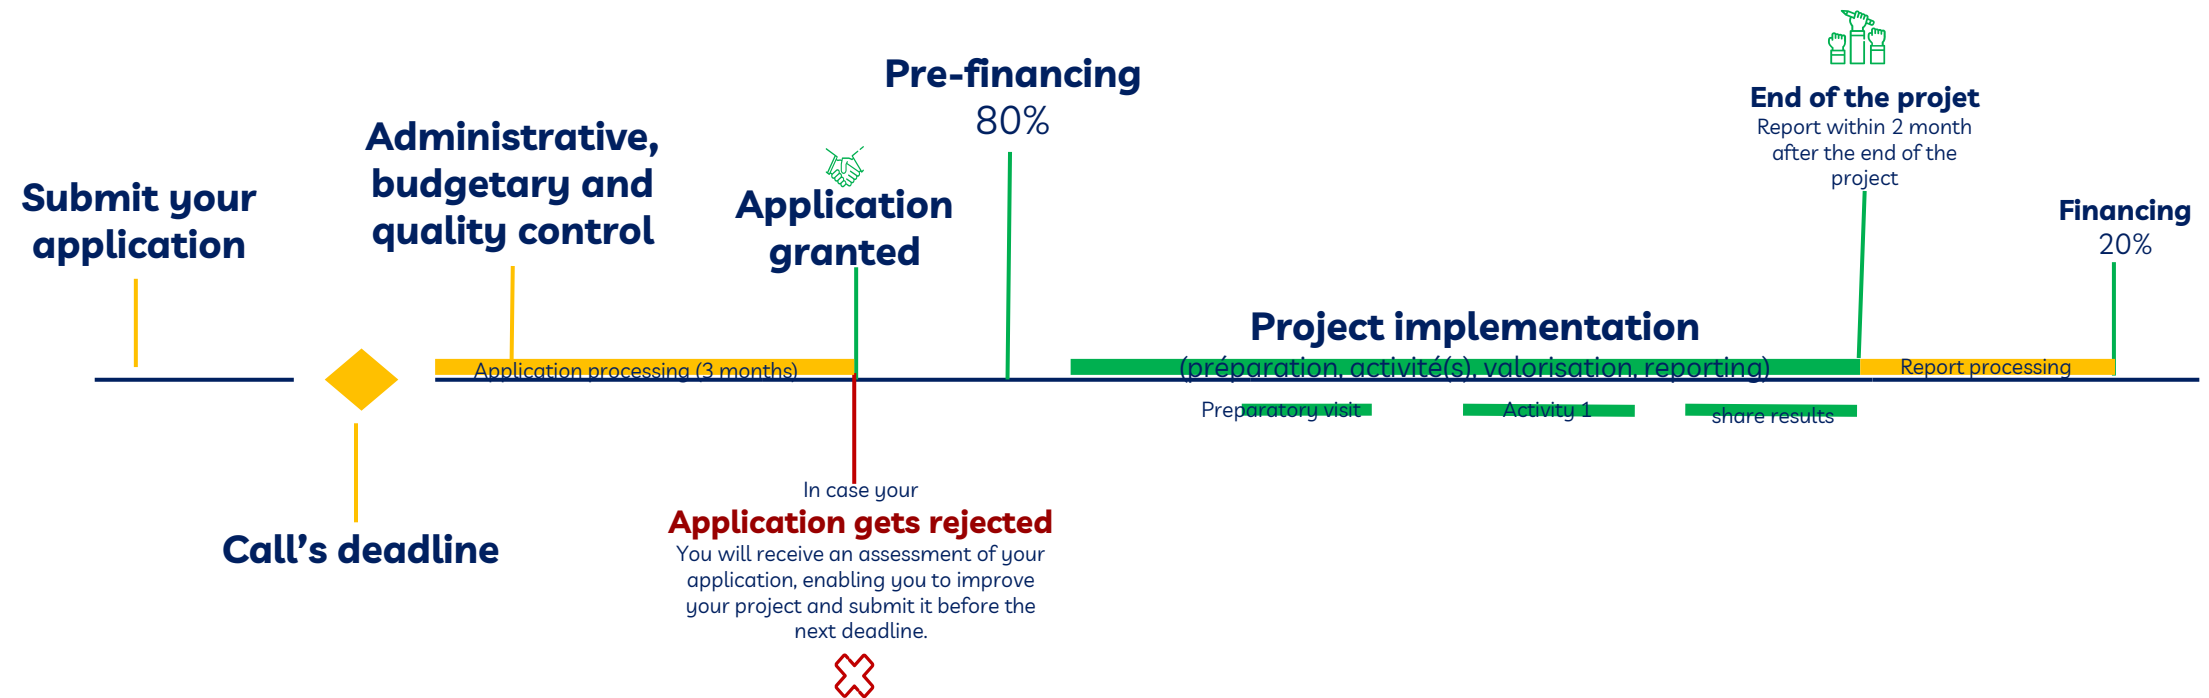 Submit your
application
Call's deadline
Administrative,
budgetary and
quality control
Application processing (3 months)
Application
granted
In case your
Application gets rejected
You will receive an assessment of your
application, enabling you to improve
your project and submit it before the
next deadline.
Pre-financing
80%
Project implementation
(préparation, activité(s), valorisation, reporting)
Preparatory visit
Activity 1
share results
End of the projet
Report within 2 month
after the end of the
project
Report processing
Financing
20%